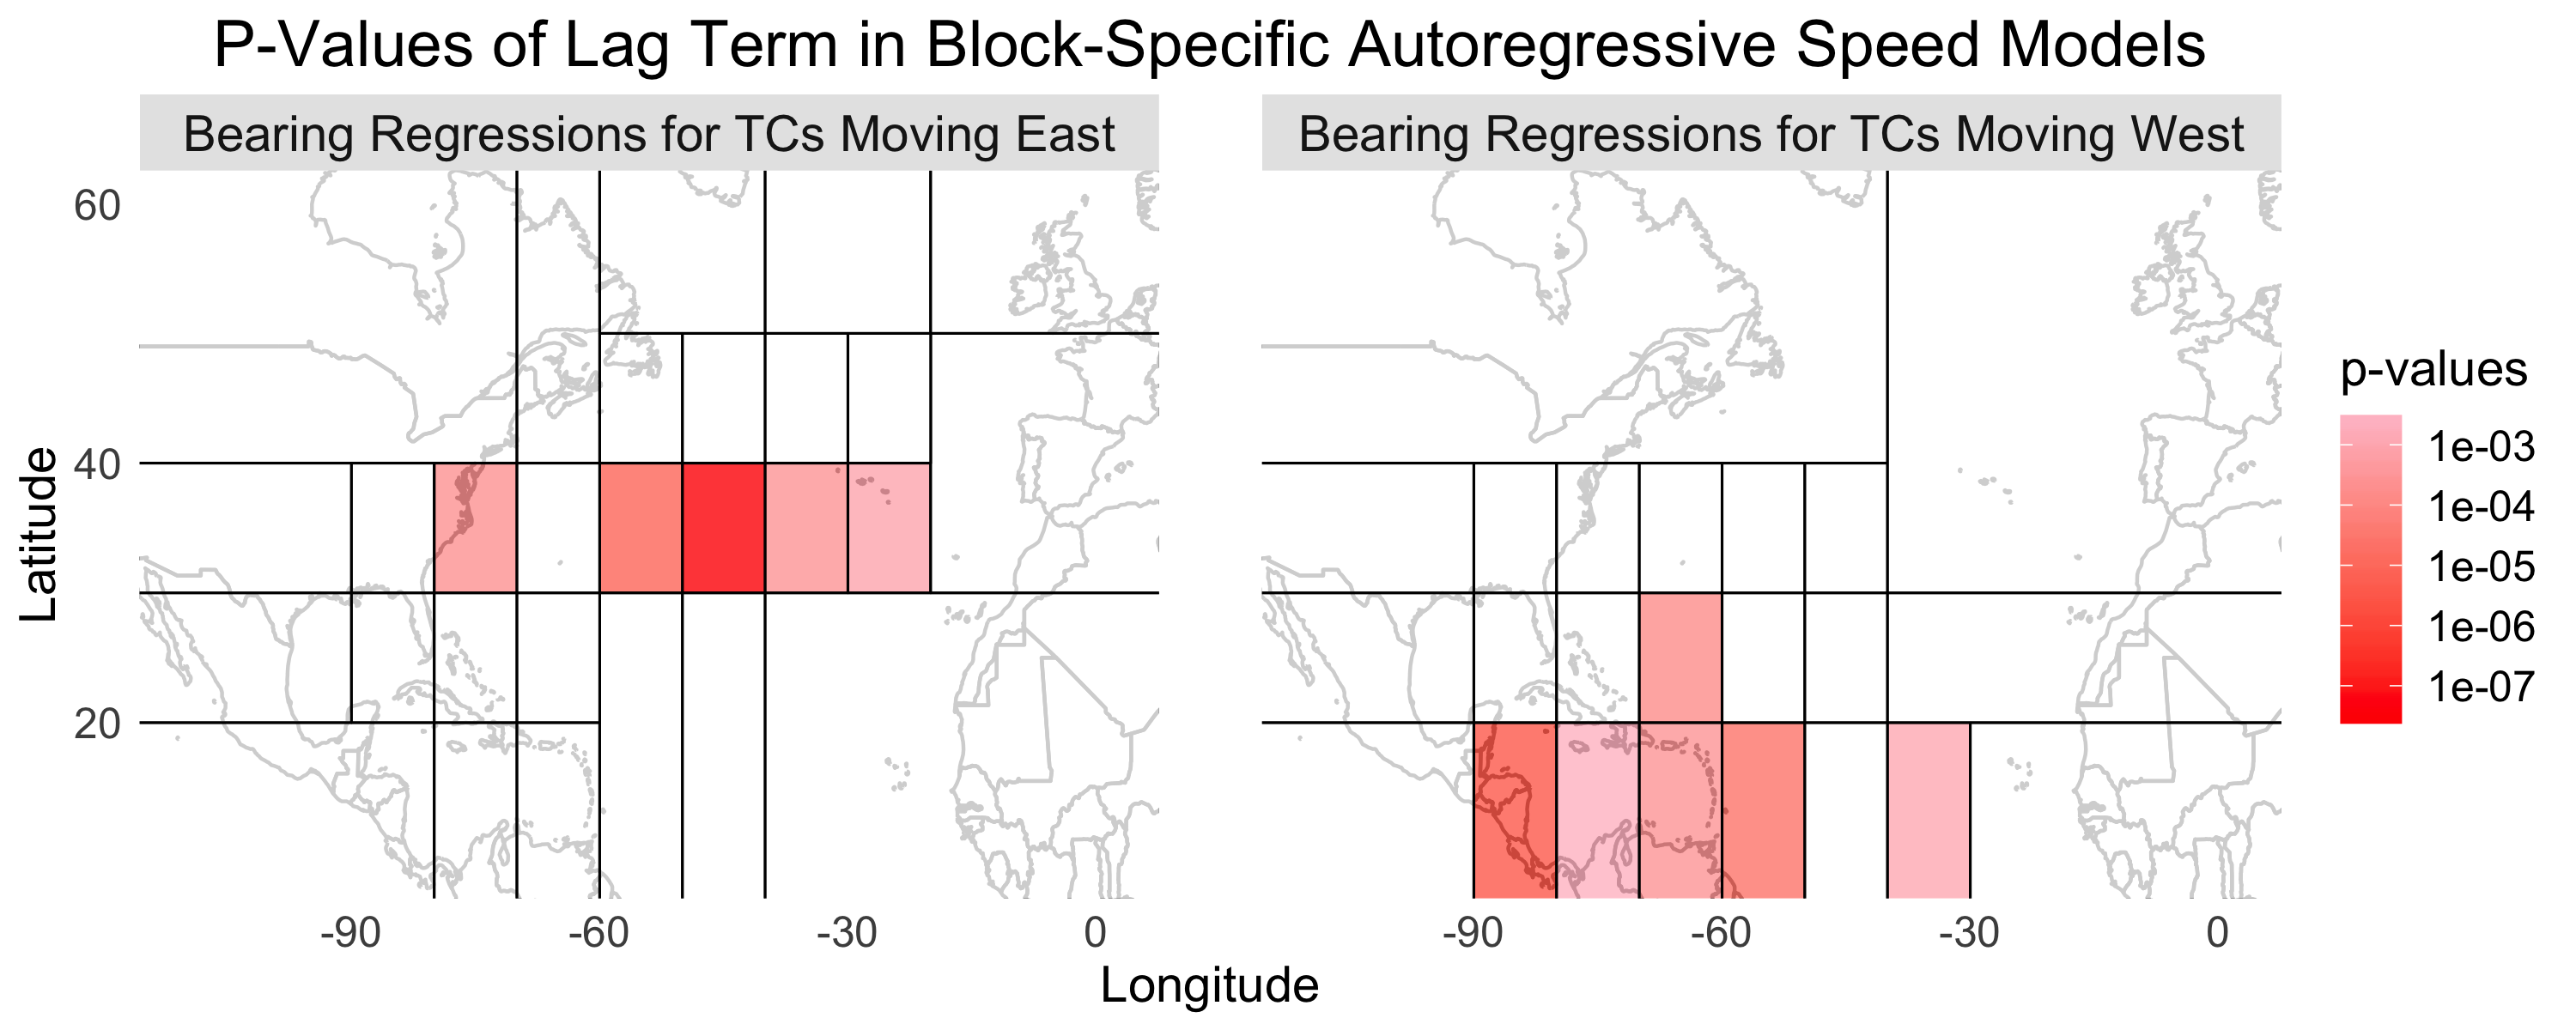 P-Values of Lag Term in Block-Specific Autoregressive Speed Models
Bearing Regressions for TCs Moving East
Bearing Regressions for TCs Moving West
Latitude
60
40
20
-90
-60
-30
0
-90
-60
-30
0
Longitude
p-values
1e-03
1e-04
1e-05
1e-06
1e-07